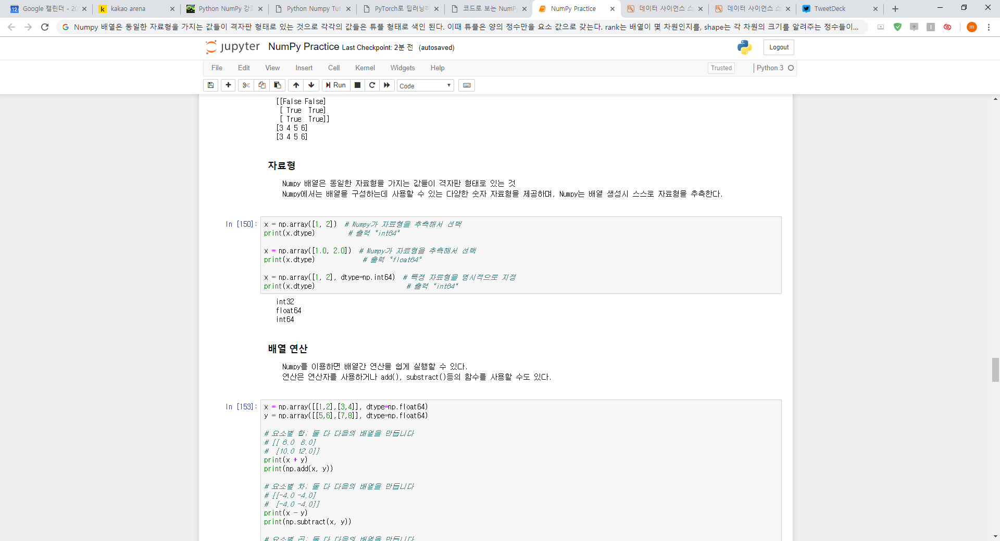 Google 캘린더 - 20
kakao arena
Python NumPy 강좌
Python Numpy Tut
PyTorch로 딥러닝하
코드로 보는 NumPy
NumPy Practice
데이터 사이언스 스
데이터 사이언스 스
TweetDeck
Numpy 배열은 동일한 자료형을 가지는 값들이 격자판 형태로 있는 것으로 각각의 값들은 튜플 형태로 색인 된다. 이때 튜플은 양의 정수만을 요소 값으로 갖는다. rank는 배열이 몇 차원인지를, shape는 각 차원의 크기를 알려주는 정수들이...
m
jupyter NumPy Practice Last Checkpoint: 2분 전 (autosaved)
Logout
File Edit View Insert Cell Kernel Widgets Help
Trusted
Python 3
Run
Code
[[False False]
[ True  True]
[ True  True]]
[3 4 5 6]
[3 4 5 6]
자료형
Numpy 배열은 동일한 자료형을 가지는 값들이 격자판 형태로 있는 것
Numpy에서는 배열을 구성하는데 사용할 수 있는 다양한 숫자 자료형을 제공하며, Numpy는 배열 생성시 스스로 자료형을 추측한다.
In [150]:
x = np.array([1, 2])  # Numpy가 자료형을 추측해서 선택
print(x.dtype)         # 출력 "int64"
x = np.array([1.0, 2.0])  # Numpy가 자료형을 추측해서 선택
print(x.dtype)             # 출력 "float64"
x = np.array([1, 2], dtype=np.int64)  # 특정 자료형을 명시적으로 지정
print(x.dtype)                         # 출력 "int64"
int32
float64
int64
배열 연산
Numpy를 이용하면 배열간 연산을 쉽게 실행할 수 있다.
연산은 연산자를 사용하거나 add(), substract()등의 함수를 사용할 수도 있다.
In [153]:
x = np.array([[1,2],[3,4]], dtype=np.float64)
y = np.array([[5,6],[7,8]], dtype=np.float64)
# 요소별 합; 둘 다 다음의 배열을 만듭니다
# [[ 6.0  8.0]
#  [10.0 12.0]]
print(x + y)
print(np.add(x, y))
# 요소별 차; 둘 다 다음의 배열을 만듭니다
# [[-4.0 -4.0]
#  [-4.0 -4.0]]
print(x - y)
print(np.subtract(x, y))
# 요소별 곱; 둘 다 다음의 배열을 만듭니다